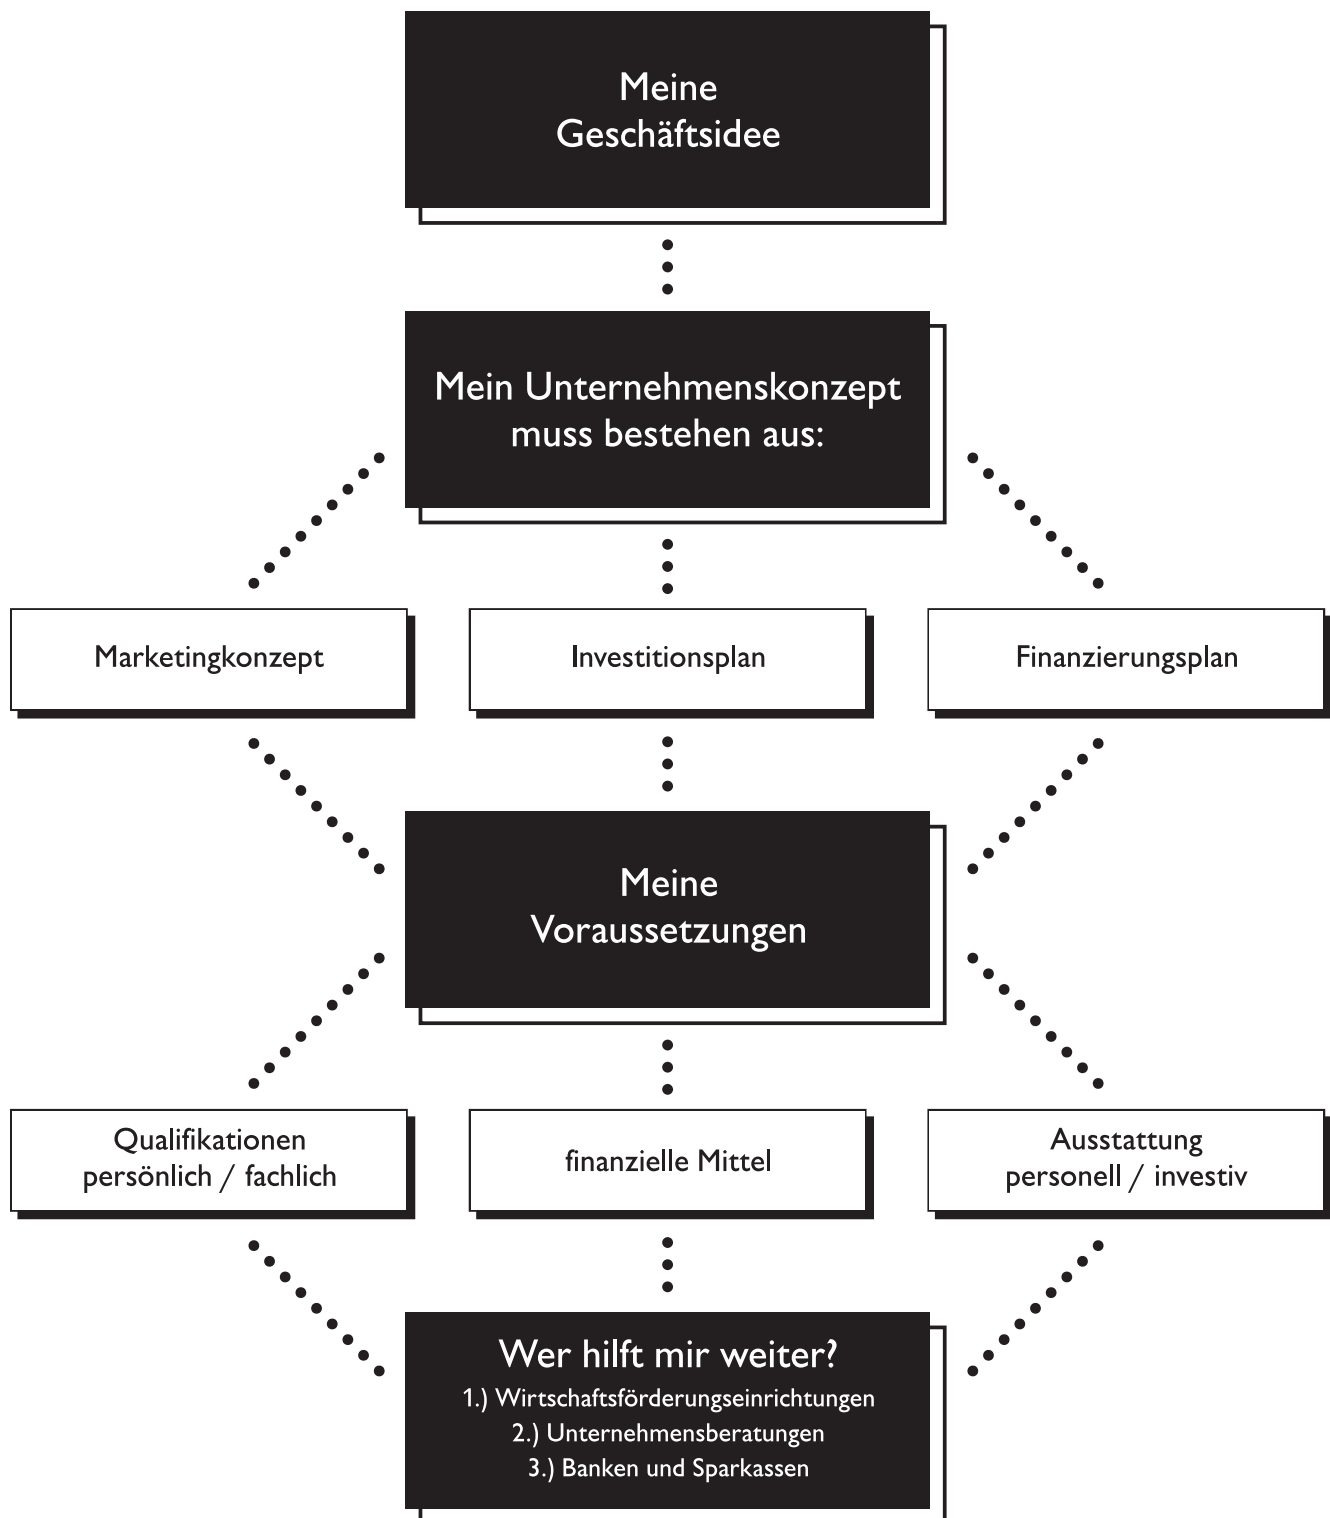 Meine
Geschäftsidee
Mein Unternehmenskonzept
muss bestehen aus:
Marketingkonzept
Investitionsplan
Finanzierungsplan
Meine
Voraussetzungen
Qualifikationen
persönlich / fachlich
finanzielle Mittel
Ausstattung
personell / investiv
Wer hilft mir weiter?
1.) Wirtschaftsförderungseinrichtungen
2.) Unternehmensberatungen
3.) Banken und Sparkassen